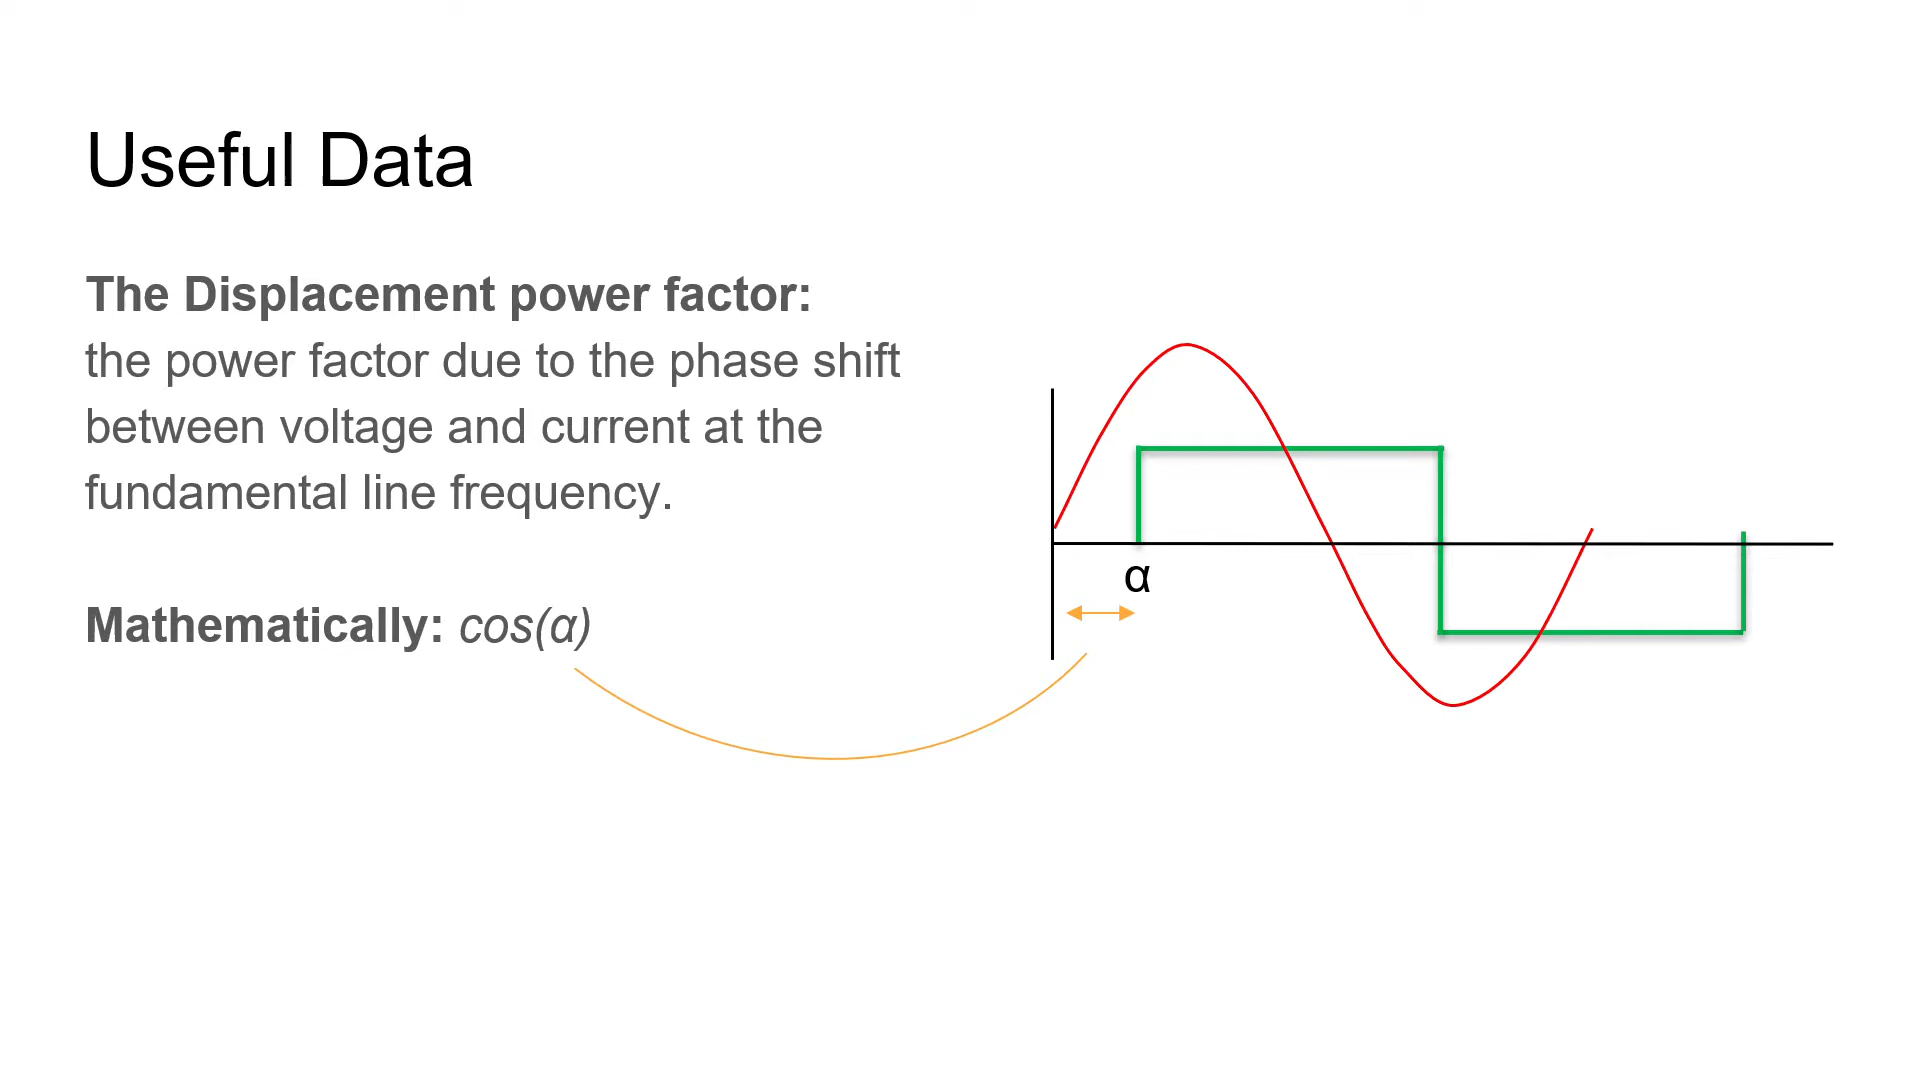 Useful Data
The Displacement power factor:
the power factor due to the phase shift
between voltage and current at the
fundamental line frequency.
Mathematically: cos(α)
α